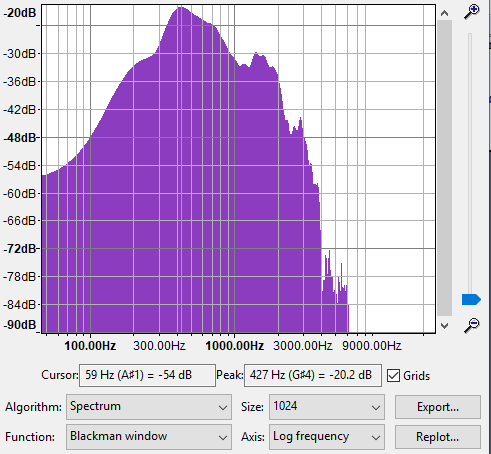 -20dB
-30dB
-36dB
-42dB
-48dB
-54dB
-60dB
-66dB
-72dB
-78dB
-84dB
-90dB
100.00Hz 300.00Hz 1000.00Hz 3000.00Hz 9000.00Hz
Cursor: 59 Hz (A♯1) = -54 dB Peak: 427 Hz (G♯4) = -20.2 dB Grids
Algorithm: Spectrum Size: 1024 Export...
Function: Blackman window Axis: Log frequency Replot...